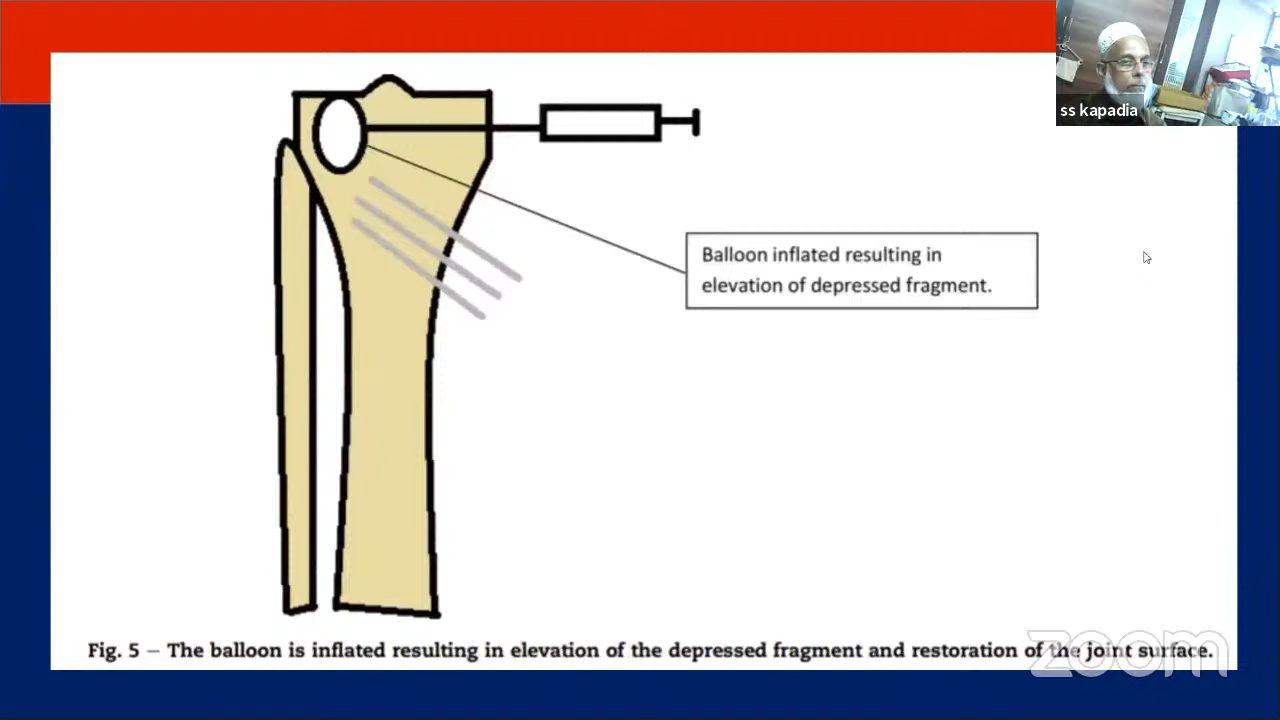 ss kapadia
Balloon inflated resulting in
elevation of depressed fragment.
Fig. 5 – The balloon is inflated resulting in elevation of the depressed fragment and restoration of the joint surface.
zoom